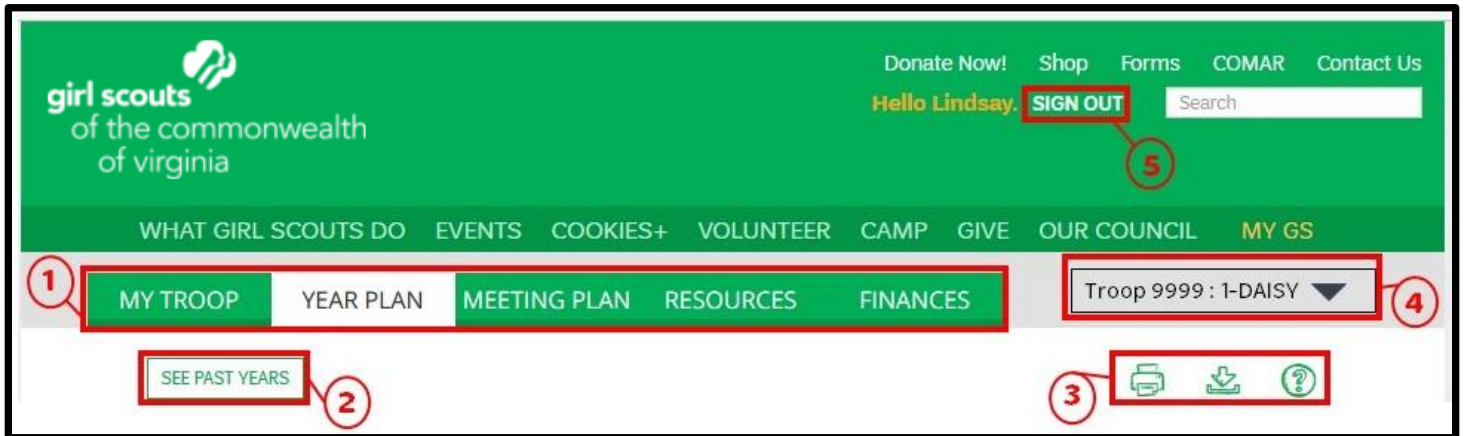 girl scouts
of the commonwealth
of virginia
Donate Now! Shop Forms COMAR Contact Us
Hello Lindsay. SIGN OUT Search
5
WHAT GIRL SCOUTS DO EVENTS COOKIES+ VOLUNTEER CAMP GIVE OUR COUNCIL MY GS
1
MY TROOP YEAR PLAN MEETING PLAN RESOURCES FINANCES
Troop 9999 : 1-DAISY
4
SEE PAST YEARS
2
3
?